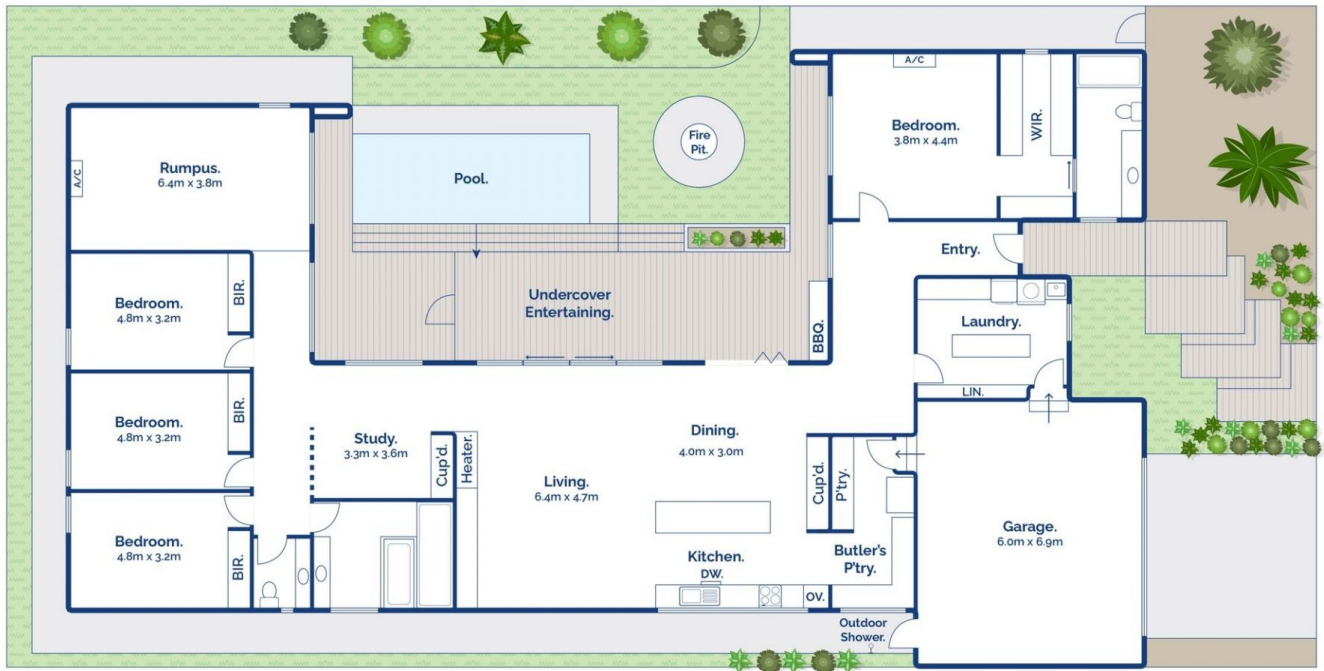 A/C
Rumpus.
6.4m x 3.8m
Pool.
Fire
Pit.
A/C
Bedroom.
3.8m x 4.4m
WIR.
Entry.
Bedroom.
4.8m x 3.2m
BIR.
Undercover
Entertaining.
BBQ.
Laundry.
LIN.
Bedroom.
4.8m x 3.2m
BIR.
Study.
3.3m x 3.6m
Cup'd.
Heater.
Living.
6.4m x 4.7m
Dining.
4.0m x 3.0m
Cup'd.
P'try.
Bedroom.
4.8m x 3.2m
BIR.
Kitchen.
DW.
OV.
Butler's
P'try.
Garage.
6.0m x 6.9m
Outdoor
Shower.